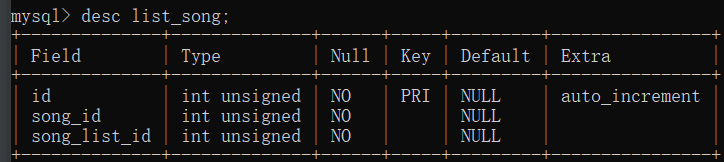 mysql> desc list_song;
+--------------+--------------+------+-----+---------+----------------+
| Field        | Type         | Null | Key | Default | Extra          |
+--------------+--------------+------+-----+---------+----------------+
| id           | int unsigned | NO   | PRI | NULL    | auto_increment |
| song_id      | int unsigned | NO   |     | NULL    |                |
| song_list_id | int unsigned | NO   |     | NULL    |                |
+--------------+--------------+------+-----+---------+----------------+